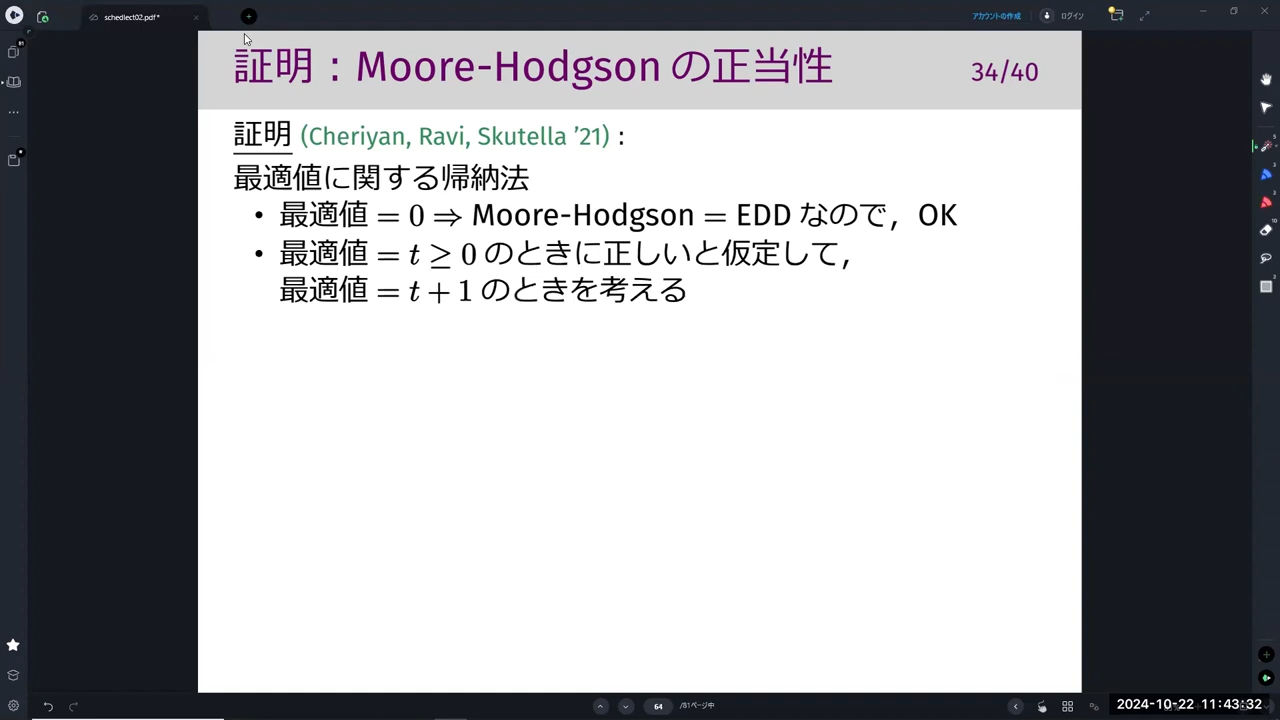 schedlect02.pdf*
アカウントの作成
ログイン
証明：Moore-Hodgson の正当性
34/40
証明 (Cheriyan, Ravi, Skutella ’21) :
最適値に関する帰納法
• 最適値 = 0 ⇒ Moore-Hodgson = EDD なので，OK
• 最適値 = t ≥ 0 のときに正しいと仮定して，
最適値 = t + 1 のときを考える
64 /81ページ中
2024-10-22 11:43:32